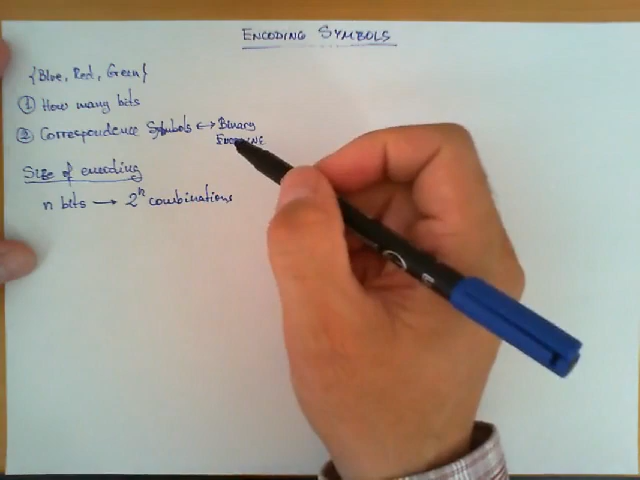 ENCODING SYMBOLS
{Blue, Red, Green}
① How many bits
② Correspondence Symbols ↔ Binary
ENCODING
Size of encoding
n bits → 2ⁿ combinations